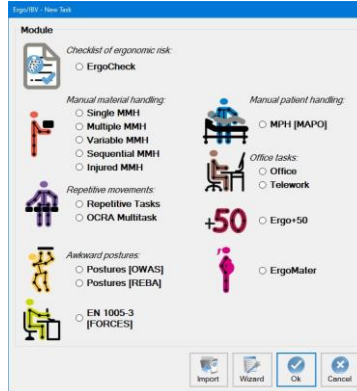 Ergo/IBV - New Task
Module
Checklist of ergonomic risk:
ErgoCheck
Manual material handling:
Single MMH
Multiple MMH
Variable MMH
Sequential MMH
Injured MMH
Repetitive movements:
Repetitive Tasks
OCRA Multitask
Awkward postures:
Postures [OWAS]
Postures [REBA]
EN 1005-3
[FORCES]
Manual patient handling:
MPH [MAPO]
Office tasks:
Office
Telework
+50
Ergo+50
ErgoMater
Import
Wizard
Ok
Cancel